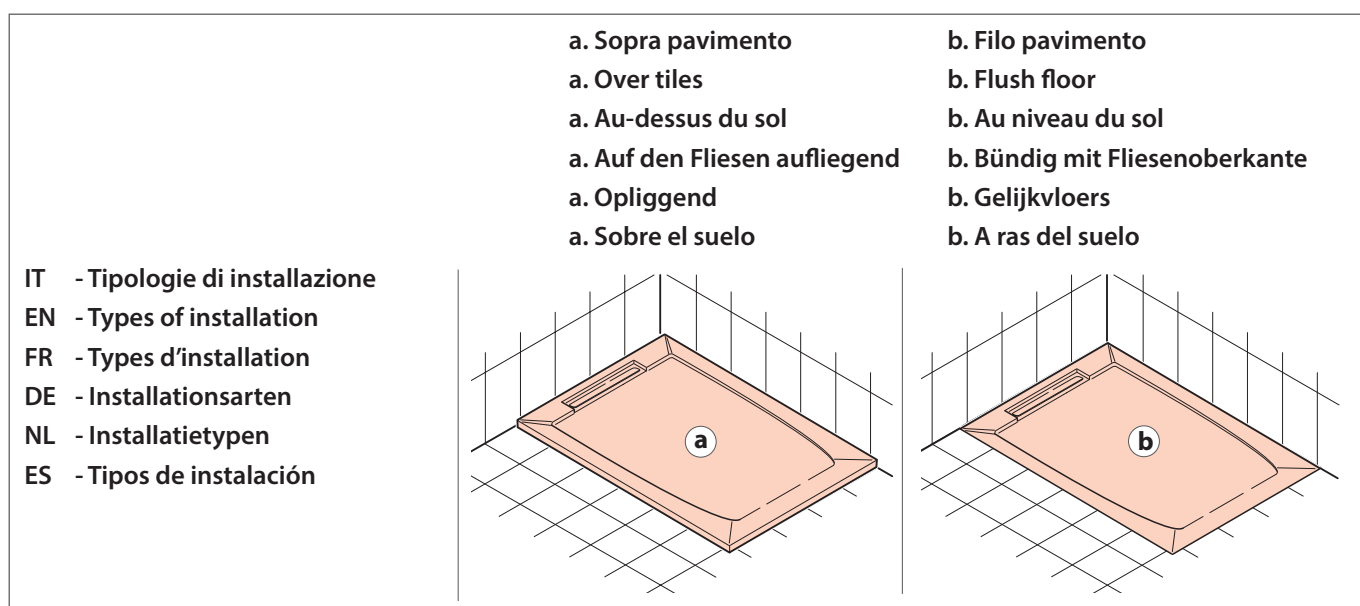 a. Sopra pavimento
a. Over tiles
a. Au-dessus du sol
a. Auf den Fliesen aufliegend
a. Opliggend
a. Sobre el suelo
b. Filo pavimento
b. Flush floor
b. Au niveau du sol
b. Bündig mit Fliesenoberkante
b. Gelijkvloers
b. A ras del suelo
IT - Tipologie di installazione
EN - Types of installation
FR - Types d’installation
DE - Installationsarten
NL - Installatietypen
ES - Tipos de instalación
a
b